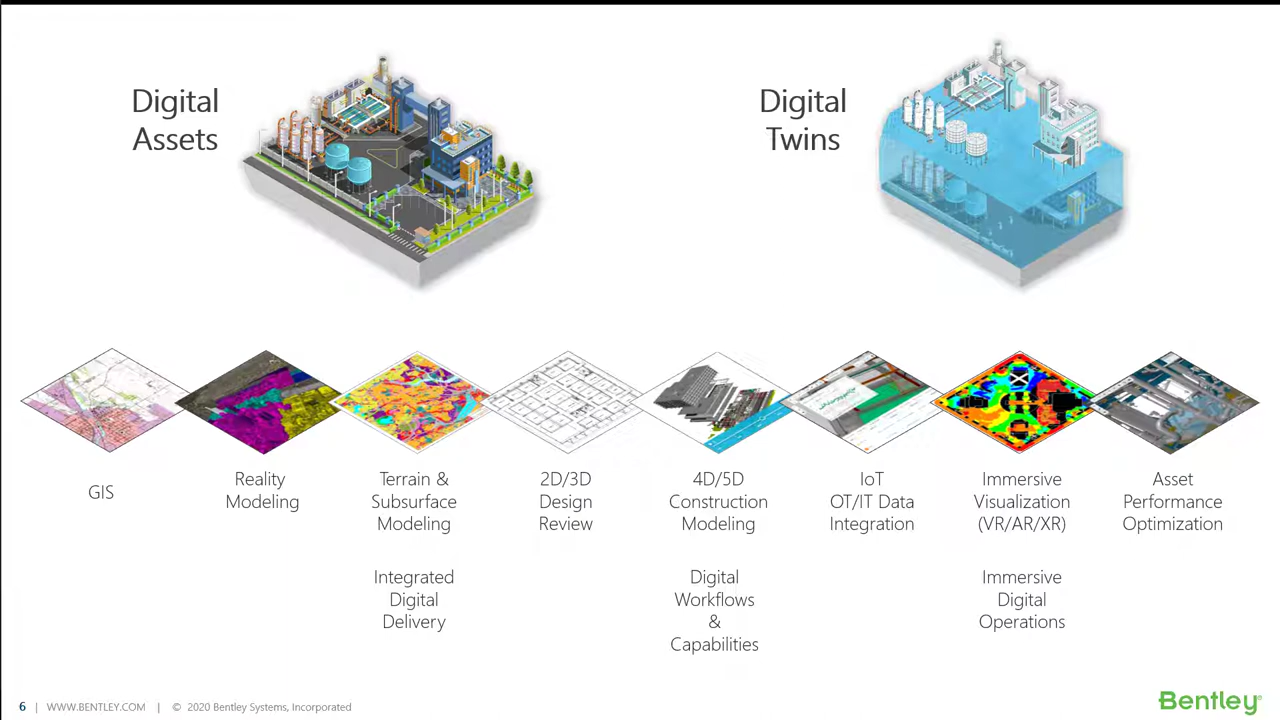 Digital
Assets
Digital
Twins
GIS
Reality
Modeling
Terrain &
Subsurface
Modeling
2D/3D
Design
Review
4D/5D
Construction
Modeling
IoT
OT/IT Data
Integration
Immersive
Visualization
(VR/AR/XR)
Asset
Performance
Optimization
Integrated
Digital
Delivery
Digital
Workflows
&
Capabilities
Immersive
Digital
Operations
6 | WWW.BENTLEY.COM | © 2020 Bentley Systems, Incorporated
Bentley®